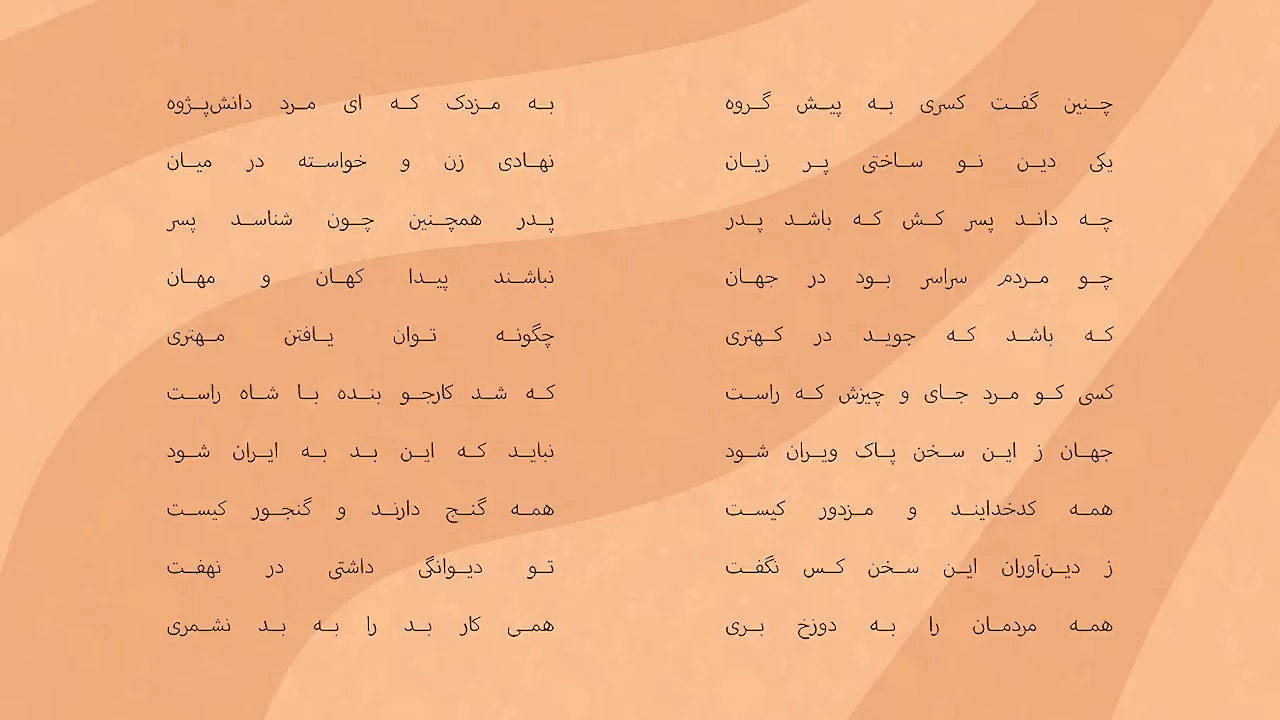 چنین گفت کسری به پیش گروه به مزدک که ای مرد دانش‌پژوه
یکی دین نو ساختی پر زیان نهادی زن و خواسته در میان
چه داند پسر کش که باشد پدر پدر همچنین چون شناسد پسر
چو مردم سراسر بود در جهان نباشند پیدا کهان و مهان
که باشد که جوید در کهتری چگونه توان یافتن مهتری
کسی کو مرد جای و چیزش که راست که شد کارجو بنده با شاه راست
جهان ز این سخن پاک ویران شود نباید که این بد به ایران شود
همه کدخدایند و مزدور کیست همه گنج دارند و گنجور کیست
ز دین‌آوران این سخن کس نگفت تو دیوانگی داشتی در نهفت
همه مردمان را به دوزخ بری همی کار بد را به بد نشمری